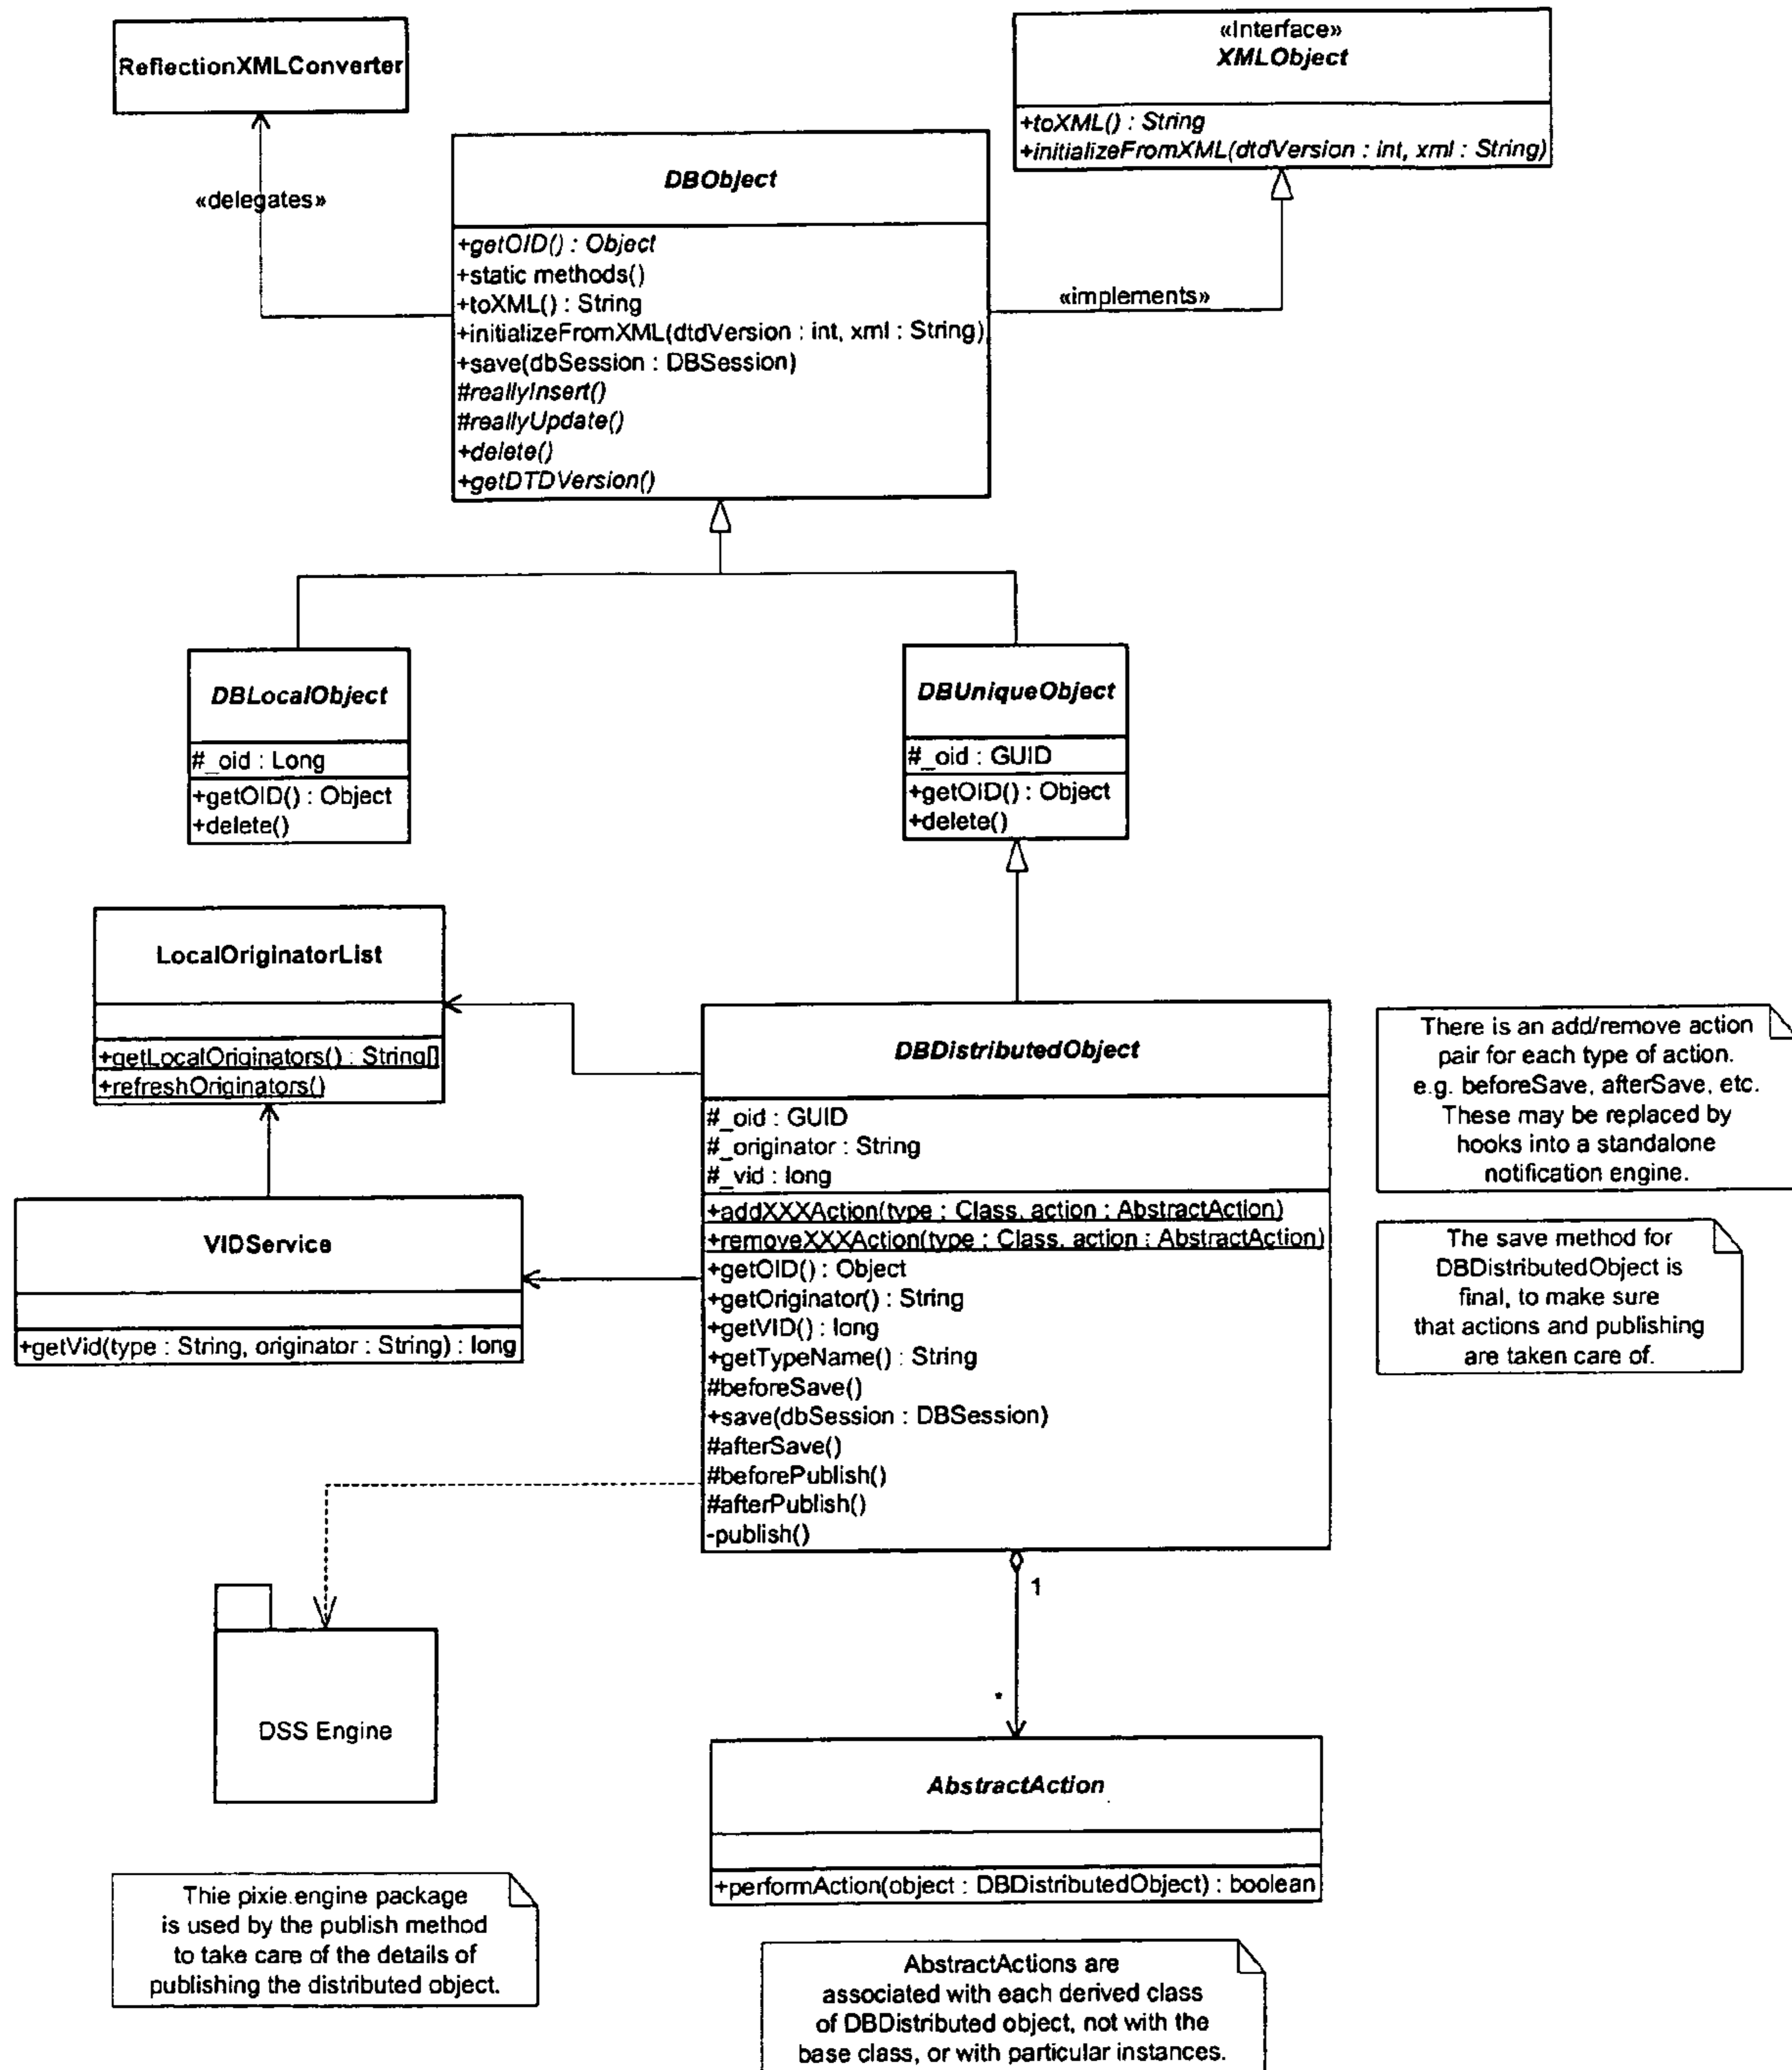 ReflectionXMLConverter
«Interface»
XMLObject
+toXML() : String
+initializeFromXML(dtdVersion : int, xml : String)
«delegates»
DBObject
+getOID() : Object
+static methods()
+toXML() : String
+initializeFromXML(dtdVersion : int, xml : String)
+save(dbSession : DBSession)
#reallyInsert()
#reallyUpdate()
+delete()
+getDTDVersion()
«implements»
DBLocalObject
#_oid : Long
+getOID() : Object
+delete()
DBUniqueObject
#_oid : GUID
+getOID() : Object
+delete()
LocalOriginatorList
+getLocalOriginators() : String[]
+refreshOriginators()
VIDService
+getVid(type : String, originator : String) : long
DBDistributedObject
#_oid : GUID
#_originator : String
#_vid : long
+addXXXAction(type : Class, action : AbstractAction)
+removeXXXAction(type : Class, action : AbstractAction)
+getOID() : Object
+getOriginator() : String
+getVID() : long
+getTypeName() : String
#beforeSave()
+save(dbSession : DBSession)
#afterSave()
#beforePublish()
#afterPublish()
-publish()
There is an add/remove action
pair for each type of action.
e.g. beforeSave, afterSave, etc.
These may be replaced by
hooks into a standalone
notification engine.
The save method for
DBDistributedObject is
final, to make sure
that actions and publishing
are taken care of.
1
*
DSS Engine
AbstractAction
+performAction(object : DBDistributedObject) : boolean
Thie pixie.engine package
is used by the publish method
to take care of the details of
publishing the distributed object.
AbstractActions are
associated with each derived class
of DBDistributed object, not with the
base class, or with particular instances.